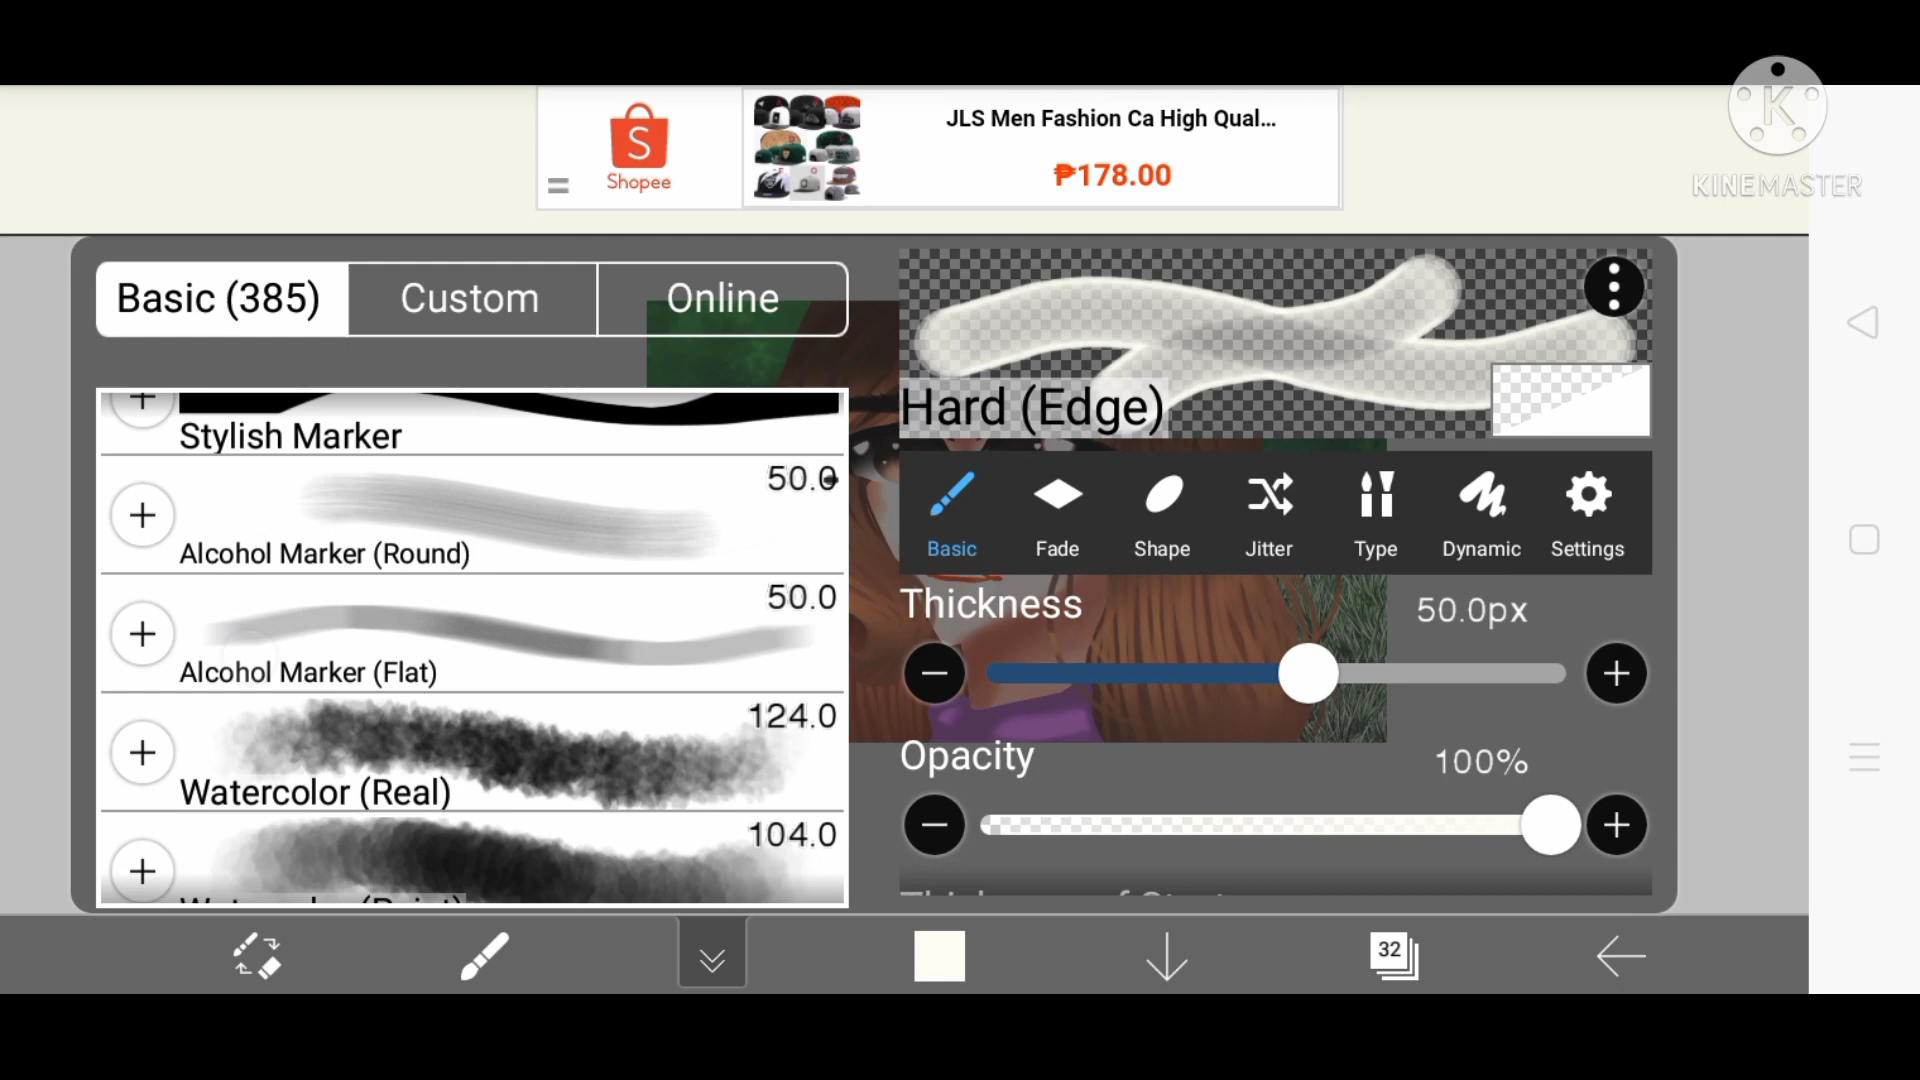 JLS Men Fashion Ca High Qual...
₱178.00
Shopee
K
KINEMASTER
Basic (385)
Custom
Online
Hard (Edge)
Stylish Marker
50.0
Alcohol Marker (Round)
50.0
Alcohol Marker (Flat)
124.0
Watercolor (Real)
104.0
Basic
Fade
Shape
Jitter
Type
Dynamic
Settings
Thickness
50.0px
Opacity
100%
32